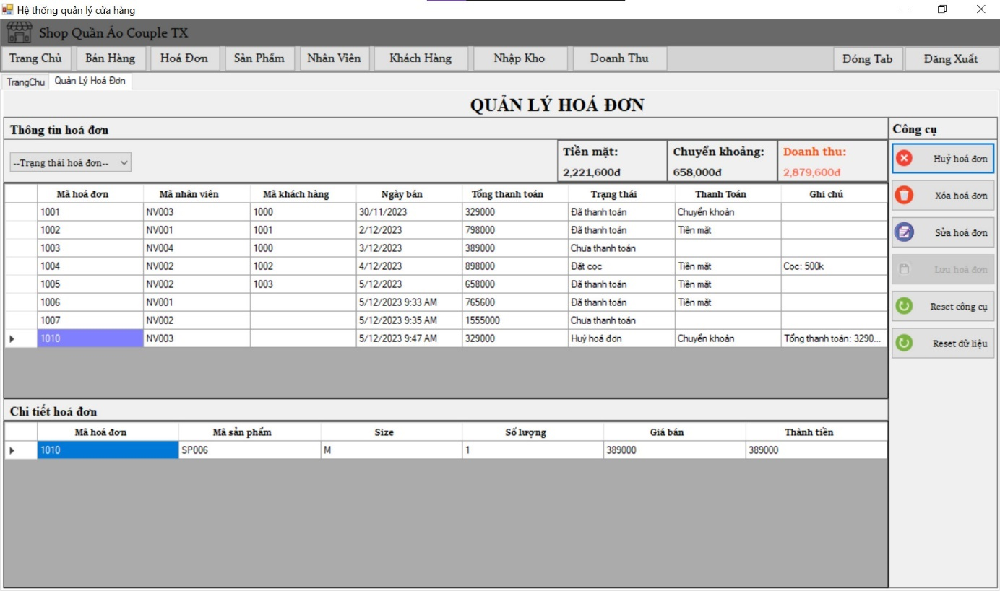 Hệ thống quản lý cửa hàng
Shop Quần Áo Couple TX
Trang Chủ Bán Hàng Hoá Đơn Sản Phẩm Nhân Viên Khách Hàng Nhập Kho Doanh Thu Đóng Tab Đăng Xuất
TrangChu Quản Lý Hoá Đơn
QUẢN LÝ HOÁ ĐƠN
Thông tin hoá đơn
--Trạng thái hoá đơn--
Tiền mặt: Chuyển khoảng: Doanh thu:
2,221,600đ 658,000đ 2,879,600đ
Mã hoá đơn Mã nhân viên Mã khách hàng Ngày bán Tổng thanh toán Trạng thái Thanh Toán Ghi chú
1001 NV003 1000 30/11/2023 329000 Đã thanh toán Chuyển khoản
1002 NV001 1001 2/12/2023 798000 Đã thanh toán Tiền mặt
1003 NV004 1000 3/12/2023 389000 Chưa thanh toán
1004 NV002 1002 4/12/2023 898000 Đặt cọc Tiền mặt Cọc: 500k
1005 NV002 1003 5/12/2023 658000 Đã thanh toán Tiền mặt
1006 NV001 5/12/2023 9:33 AM 765600 Đã thanh toán Tiền mặt
1007 NV002 5/12/2023 9:35 AM 1555000 Chưa thanh toán
1010 NV003 5/12/2023 9:47 AM 329000 Huỷ hoá đơn Chuyển khoản Tổng thanh toán: 3290...
Chi tiết hoá đơn
Mã hoá đơn Mã sản phẩm Size Số lượng Giá bán Thành tiền
1010 SP006 M 1 389000 389000
Công cụ
Huỷ hoá đơn
Xóa hoá đơn
Sửa hoá đơn
Lưu hoá đơn
Reset công cụ
Reset dữ liệu